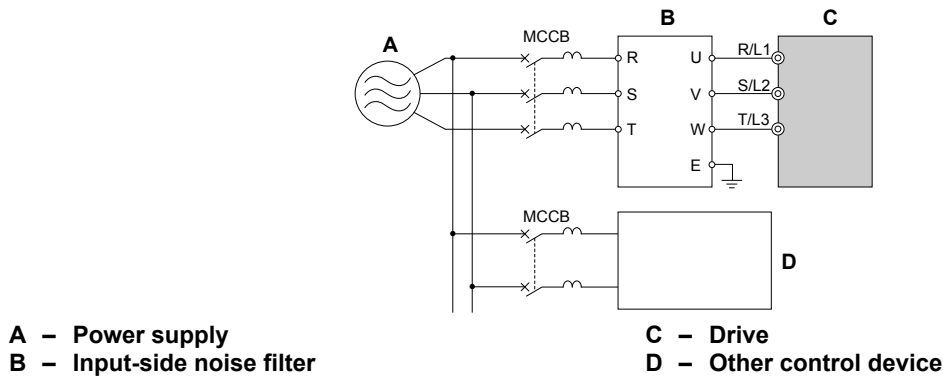 B
C
MCCB
A
R
U
R/L1
S
V
S/L2
T
W
T/L3
E
MCCB
D
A – Power supply
B – Input-side noise filter
C – Drive
D – Other control device